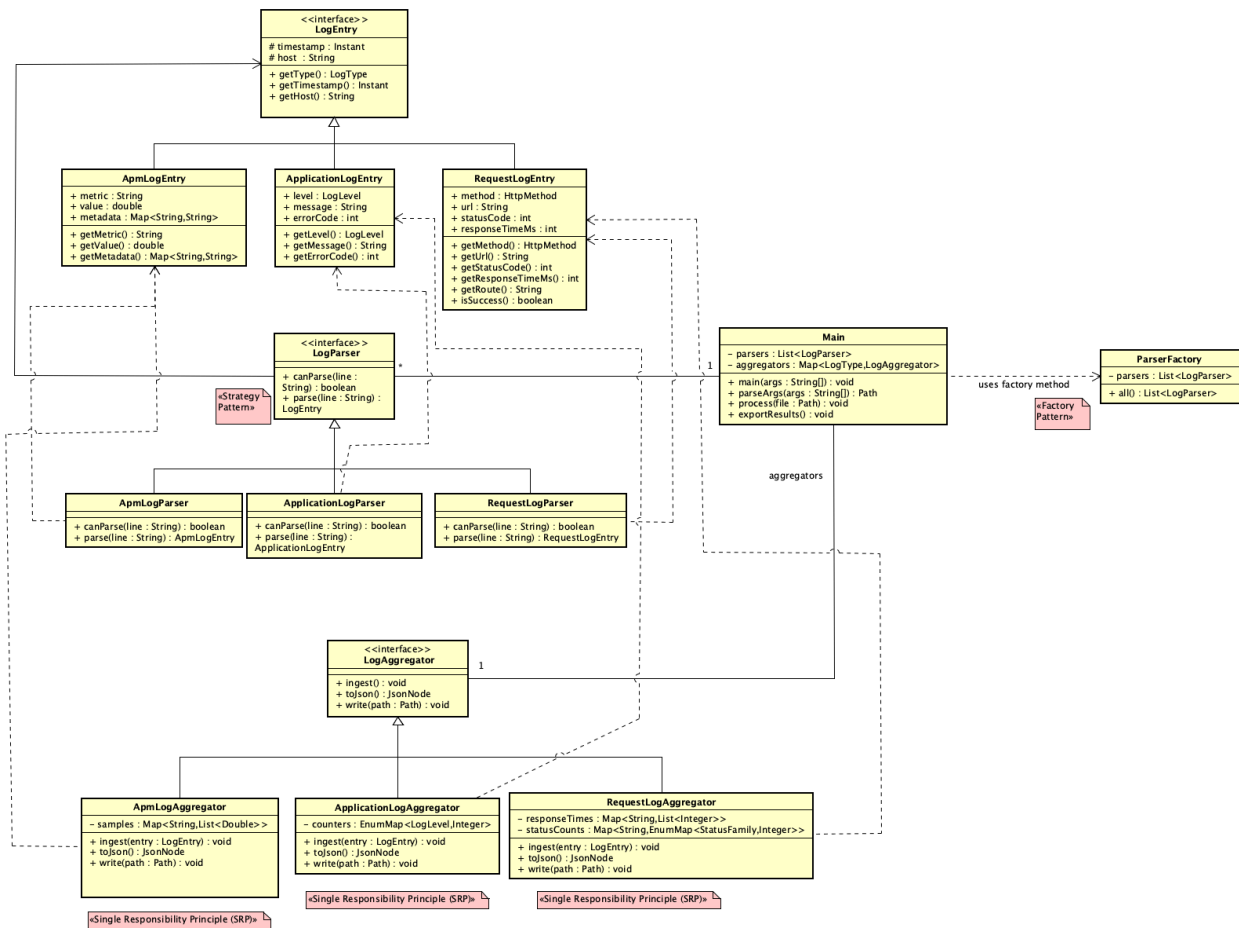 <<interface>>
LogEntry
# timestamp : Instant
# host : String
+ getType() : LogType
+ getTimestamp() : Instant
+ getHost() : String
ApmLogEntry
+ metric : String
+ value : double
+ metadata : Map<String,String>
+ getMetric() : String
+ getValue() : double
+ getMetadata() : Map<String,String>
ApplicationLogEntry
+ level : LogLevel
+ message : String
+ errorCode : int
+ getLevel() : LogLevel
+ getMessage() : String
+ getErrorCode() : int
RequestLogEntry
+ method : HttpMethod
+ url : String
+ statusCode : int
+ responseTimeMs : int
+ getMethod() : HttpMethod
+ getUrl() : String
+ getStatusCode() : int
+ getResponseTimeMs() : int
+ getRoute() : String
+ isSuccess() : boolean
<<interface>>
LogParser
+ canParse(line :
String) : boolean
+ parse(line : String) :
LogEntry
«Strategy
Pattern»
*
1
Main
- parsers : List<LogParser>
- aggregators : Map<LogType,LogAggregator>
+ main(args : String[]) : void
+ parseArgs(args : String[]) : Path
+ process(file : Path) : void
+ exportResults() : void
uses factory method
ParserFactory
- parsers : List<LogParser>
+ all() : List<LogParser>
«Factory
Pattern»
aggregators
ApmLogParser
+ canParse(line : String) : boolean
+ parse(line : String) : ApmLogEntry
ApplicationLogParser
+ canParse(line : String) : boolean
+ parse(line : String) :
ApplicationLogEntry
RequestLogParser
+ canParse(line : String) : boolean
+ parse(line : String) : RequestLogEntry
<<interface>>
LogAggregator
+ ingest() : void
+ toJson() : JsonNode
+ write(path : Path) : void
1
ApmLogAggregator
- samples : Map<String,List<Double>>
+ ingest(entry : LogEntry) : void
+ toJson() : JsonNode
+ write(path : Path) : void
ApplicationLogAggregator
- counters : EnumMap<LogLevel,Integer>
+ ingest(entry : LogEntry) : void
+ toJson() : JsonNode
+ write(path : Path) : void
RequestLogAggregator
- responseTimes : Map<String,List<Integer>>
- statusCounts : Map<String,EnumMap<StatusFamily,Integer>>
+ ingest(entry : LogEntry) : void
+ toJson() : JsonNode
+ write(path : Path) : void
«Single Responsibility Principle (SRP)»
«Single Responsibility Principle (SRP)»
«Single Responsibility Principle (SRP)»